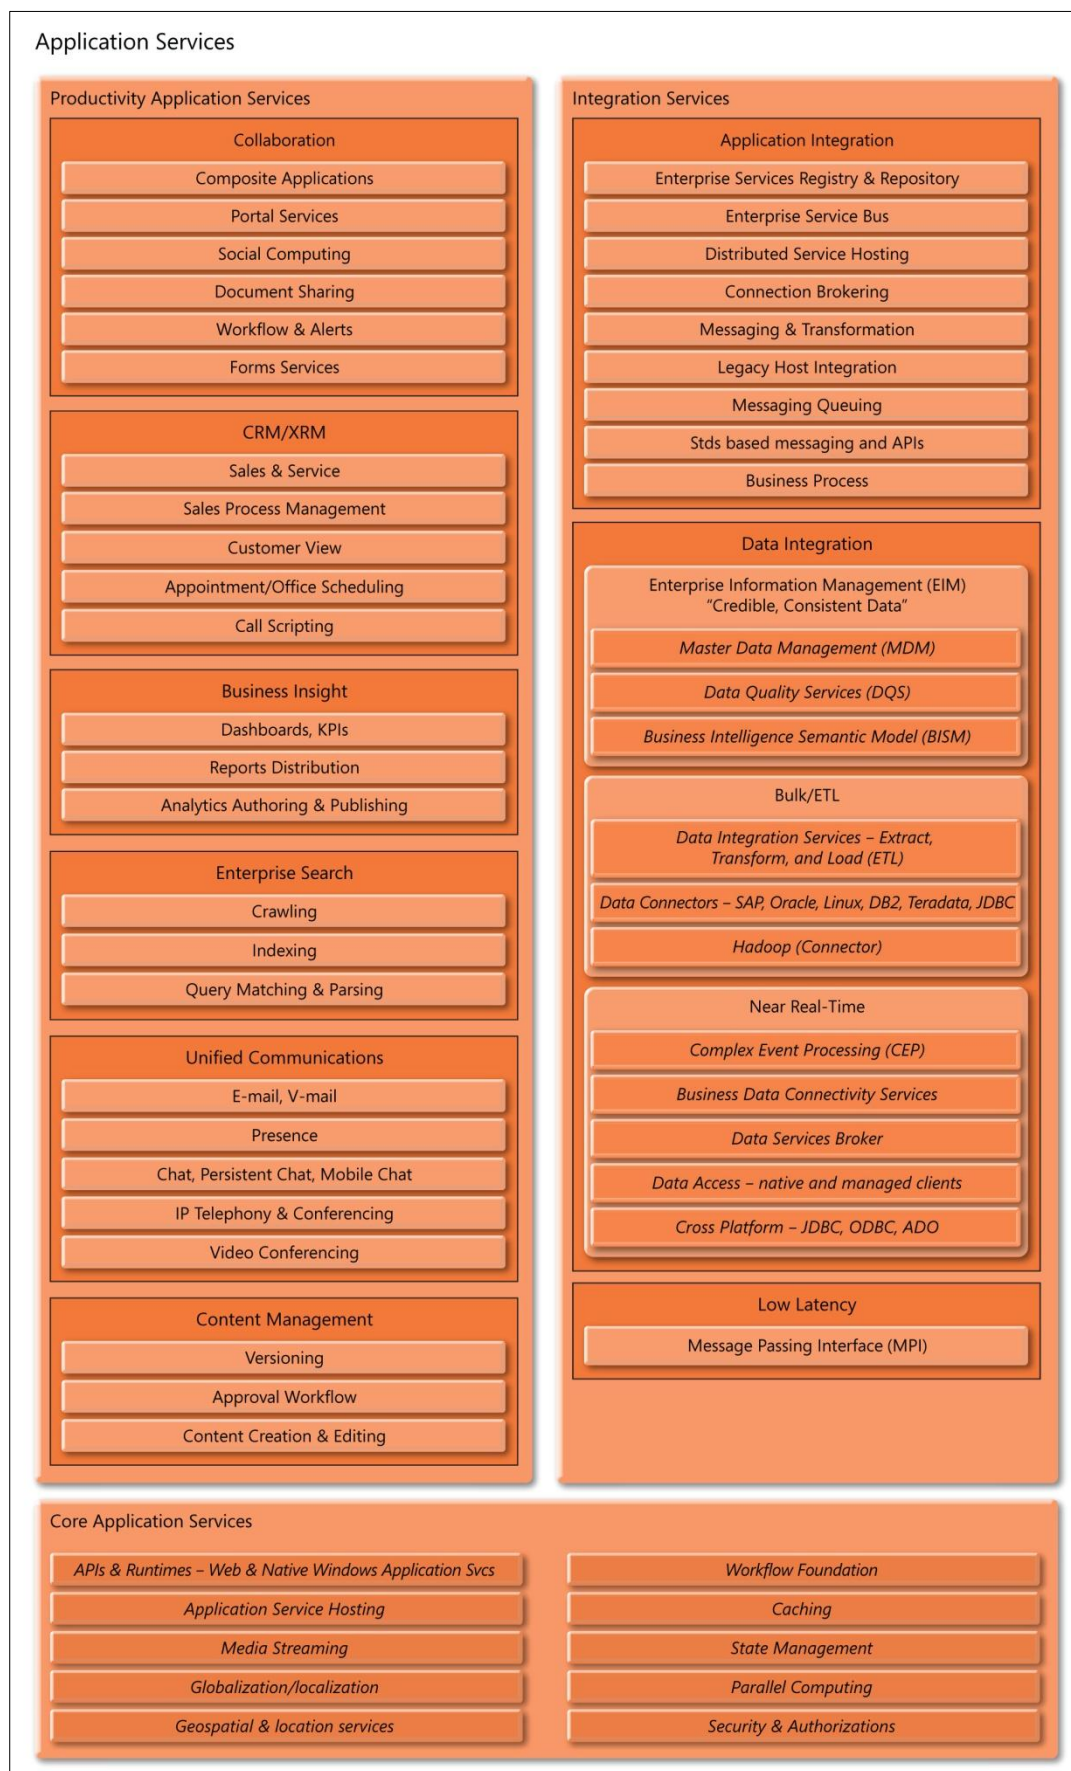 Application Services
Productivity Application Services
Collaboration
Composite Applications
Portal Services
Social Computing
Document Sharing
Workflow & Alerts
Forms Services
CRM/XRM
Sales & Service
Sales Process Management
Customer View
Appointment/Office Scheduling
Call Scripting
Business Insight
Dashboards, KPIs
Reports Distribution
Analytics Authoring & Publishing
Enterprise Search
Crawling
Indexing
Query Matching & Parsing
Unified Communications
E-mail, V-mail
Presence
Chat, Persistent Chat, Mobile Chat
IP Telephony & Conferencing
Video Conferencing
Content Management
Versioning
Approval Workflow
Content Creation & Editing
Integration Services
Application Integration
Enterprise Services Registry & Repository
Enterprise Service Bus
Distributed Service Hosting
Connection Brokering
Messaging & Transformation
Legacy Host Integration
Messaging Queuing
Stds based messaging and APIs
Business Process
Data Integration
Enterprise Information Management (EIM)
“Credible, Consistent Data”
Master Data Management (MDM)
Data Quality Services (DQS)
Business Intelligence Semantic Model (BISM)
Bulk/ETL
Data Integration Services – Extract,
Transform, and Load (ETL)
Data Connectors – SAP, Oracle, Linux, DB2, Teradata, JDBC
Hadoop (Connector)
Near Real-Time
Complex Event Processing (CEP)
Business Data Connectivity Services
Data Services Broker
Data Access – native and managed clients
Cross Platform – JDBC, ODBC, ADO
Low Latency
Message Passing Interface (MPI)
Core Application Services
APIs & Runtimes – Web & Native Windows Application Svcs
Application Service Hosting
Media Streaming
Globalization/localization
Geospatial & location services
Workflow Foundation
Caching
State Management
Parallel Computing
Security & Authorizations